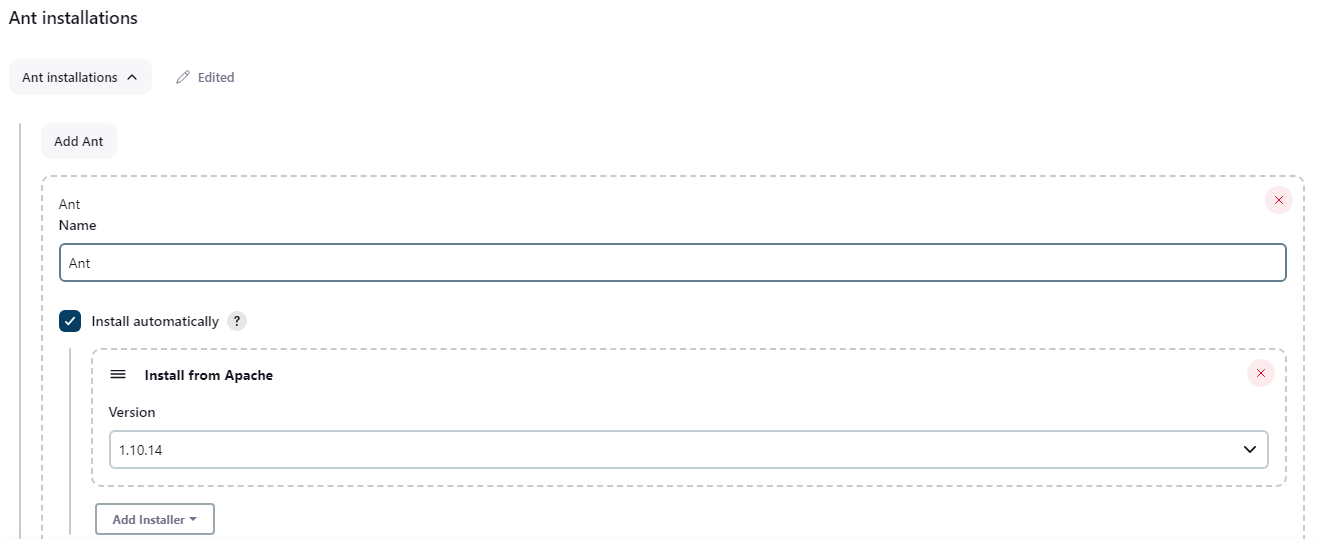 Ant installations
Ant installations Edited
Add Ant
Ant
Name
Ant
Install automatically ?
Install from Apache
Version
1.10.14
Add Installer